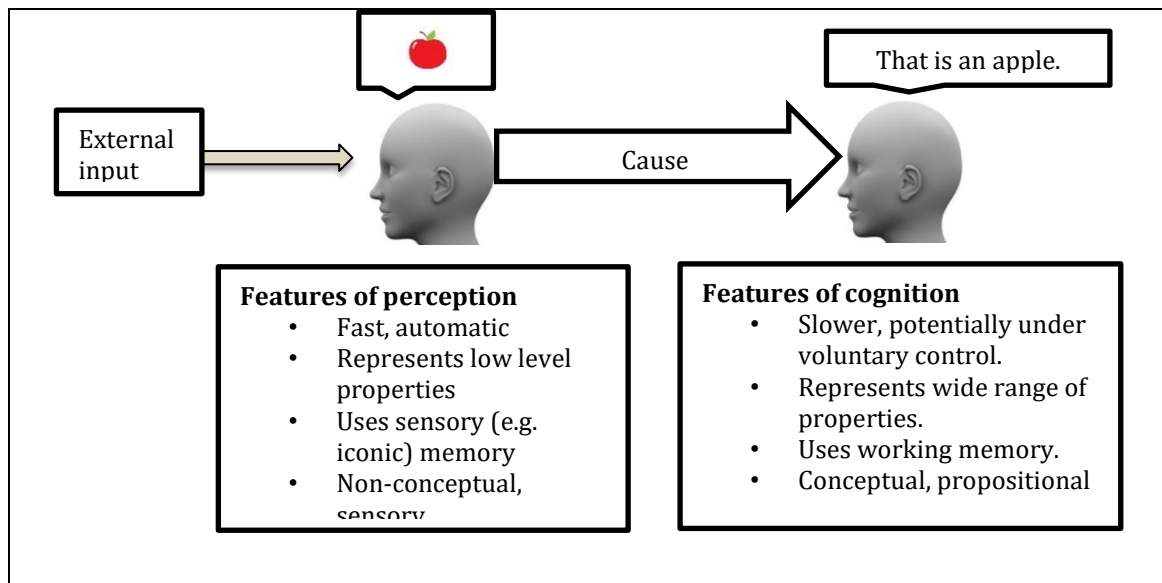 That is an apple.
External
input
Cause
Features of perception
• Fast, automatic
• Represents low level
properties
• Uses sensory (e.g.
iconic) memory
• Non-conceptual,
sensory
Features of cognition
• Slower, potentially under
voluntary control.
• Represents wide range of
properties.
• Uses working memory.
• Conceptual, propositional